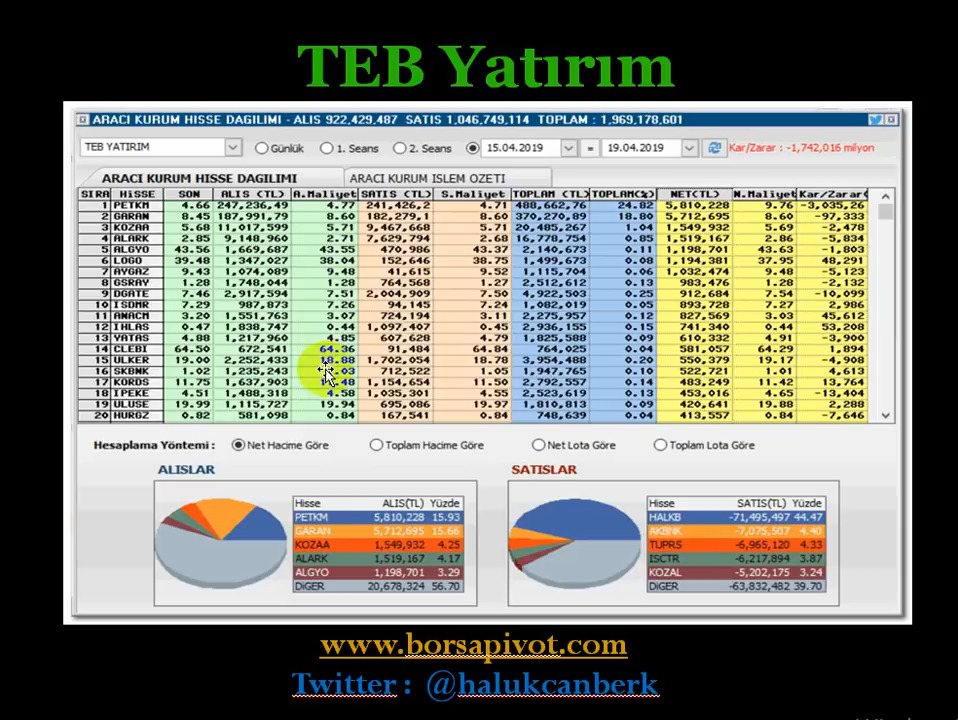 TEB Yatırım
ARACI KURUM HISSE DAGILIMI - ALIS 922,429,487 SATIS 1,046,749,114 TOPLAM : 1,969,178,601
TEB YATIRIM Günlük 1. Seans 2. Seans 15.04.2019 = 19.04.2019 Kar/Zarar : -1,742,016 milyon
ARACI KURUM HISSE DAGILIMI ARACI KURUM ISLEM OZETI
SIRA HİSSE SON ALIS (TL) A.Maliyet SATIS (TL) S.Maliyet TOPLAM (TL) TOPLAM(%) NET(TL) N.Maliyet Kar/Zarar(
1 PETKM 4.66 247,236,49 4.77 241,426,2 4.77 488,662,76 24.82 5,810,228 9.76 -3,035,26
2 GARAN 8.45 187,991,79 8.60 182,279,1 8.60 370,270,89 18.80 5,712,695 8.60 -97,333
3 KOZAA 5.68 11,017,599 5.71 9,467,668 5.71 20,485,267 1.04 1,549,932 5.69 -2,478
4 ALARK 2.85 9,148,960 2.71 7,629,794 2.68 16,778,754 0.85 1,519,167 2.86 -5,834
5 ALGYO 43.56 1,669,687 43.55 470,986 43.37 2,140,673 0.11 1,198,701 43.63 -1,803
6 LOGO 39.48 1,347,027 38.04 152,646 38.75 1,499,673 0.08 1,194,381 37.95 48,291
7 AYGAZ 9.43 1,074,089 9.48 41,615 9.52 1,115,704 0.06 1,032,474 9.48 -5,123
8 GSRAY 1.28 1,748,044 1.28 764,568 1.27 2,512,612 0.13 983,476 1.28 -2,132
9 DGATE 7.46 2,917,594 7.51 2,004,909 7.50 4,922,503 0.25 912,684 7.54 -10,099
10 ISDMR 7.29 987,873 7.26 94,145 7.24 1,082,019 0.05 893,728 7.27 2,986
11 ANACM 3.20 1,551,763 3.07 724,194 3.11 2,275,957 0.12 827,569 3.03 45,612
12 IHLAS 0.47 1,838,747 0.44 1,097,407 0.45 2,936,155 0.15 741,340 0.44 53,208
13 YATAS 4.88 1,217,960 4.85 607,628 4.79 1,825,588 0.09 610,332 4.91 -3,900
14 CLEBI 64.50 672,541 64.36 91,484 64.84 764,025 0.04 581,057 64.29 1,894
15 ULKER 19.00 2,252,433 18.88 1,702,054 18.78 3,954,488 0.20 550,379 19.17 -4,908
16 SKBNK 1.02 1,235,243 712,522 1.05 1,947,765 0.10 522,721 1.01 4,613
17 KORDS 11.75 1,637,903 1,154,654 11.50 2,792,557 0.14 483,249 11.42 13,764
18 IPEKE 4.51 1,488,318 4.58 1,035,301 4.55 2,523,619 0.13 453,016 4.65 -13,404
19 ULUSE 19.99 1,115,727 19.94 695,086 19.97 1,810,813 0.09 420,641 19.88 2,288
20 HURGZ 0.82 581,098 0.84 167,541 0.84 748,639 0.04 413,557 0.84 -7,646
Hesaplama Yöntemi : Net Hacime Göre Toplam Hacime Göre Net Lota Göre Toplam Lota Göre
ALISLAR SATISLAR
Hisse ALIS(TL) Yüzde Hisse SATIS(TL) Yüzde
PETKM 5,810,228 15.93 HALKB -71,495,497 44.47
GARAN 5,712,695 15.66 AKBNK -7,075,507 4.40
KOZAA 1,549,932 4.25 TUPRS -6,965,120 4.33
ALARK 1,519,167 4.17 ISCTR -6,217,894 3.87
ALGYO 1,198,701 3.29 KOZAL -5,202,175 3.24
DiGER 20,678,324 56.70 DiGER -63,832,482 39.70
www.borsapivot.com
Twitter : @halukcanberk